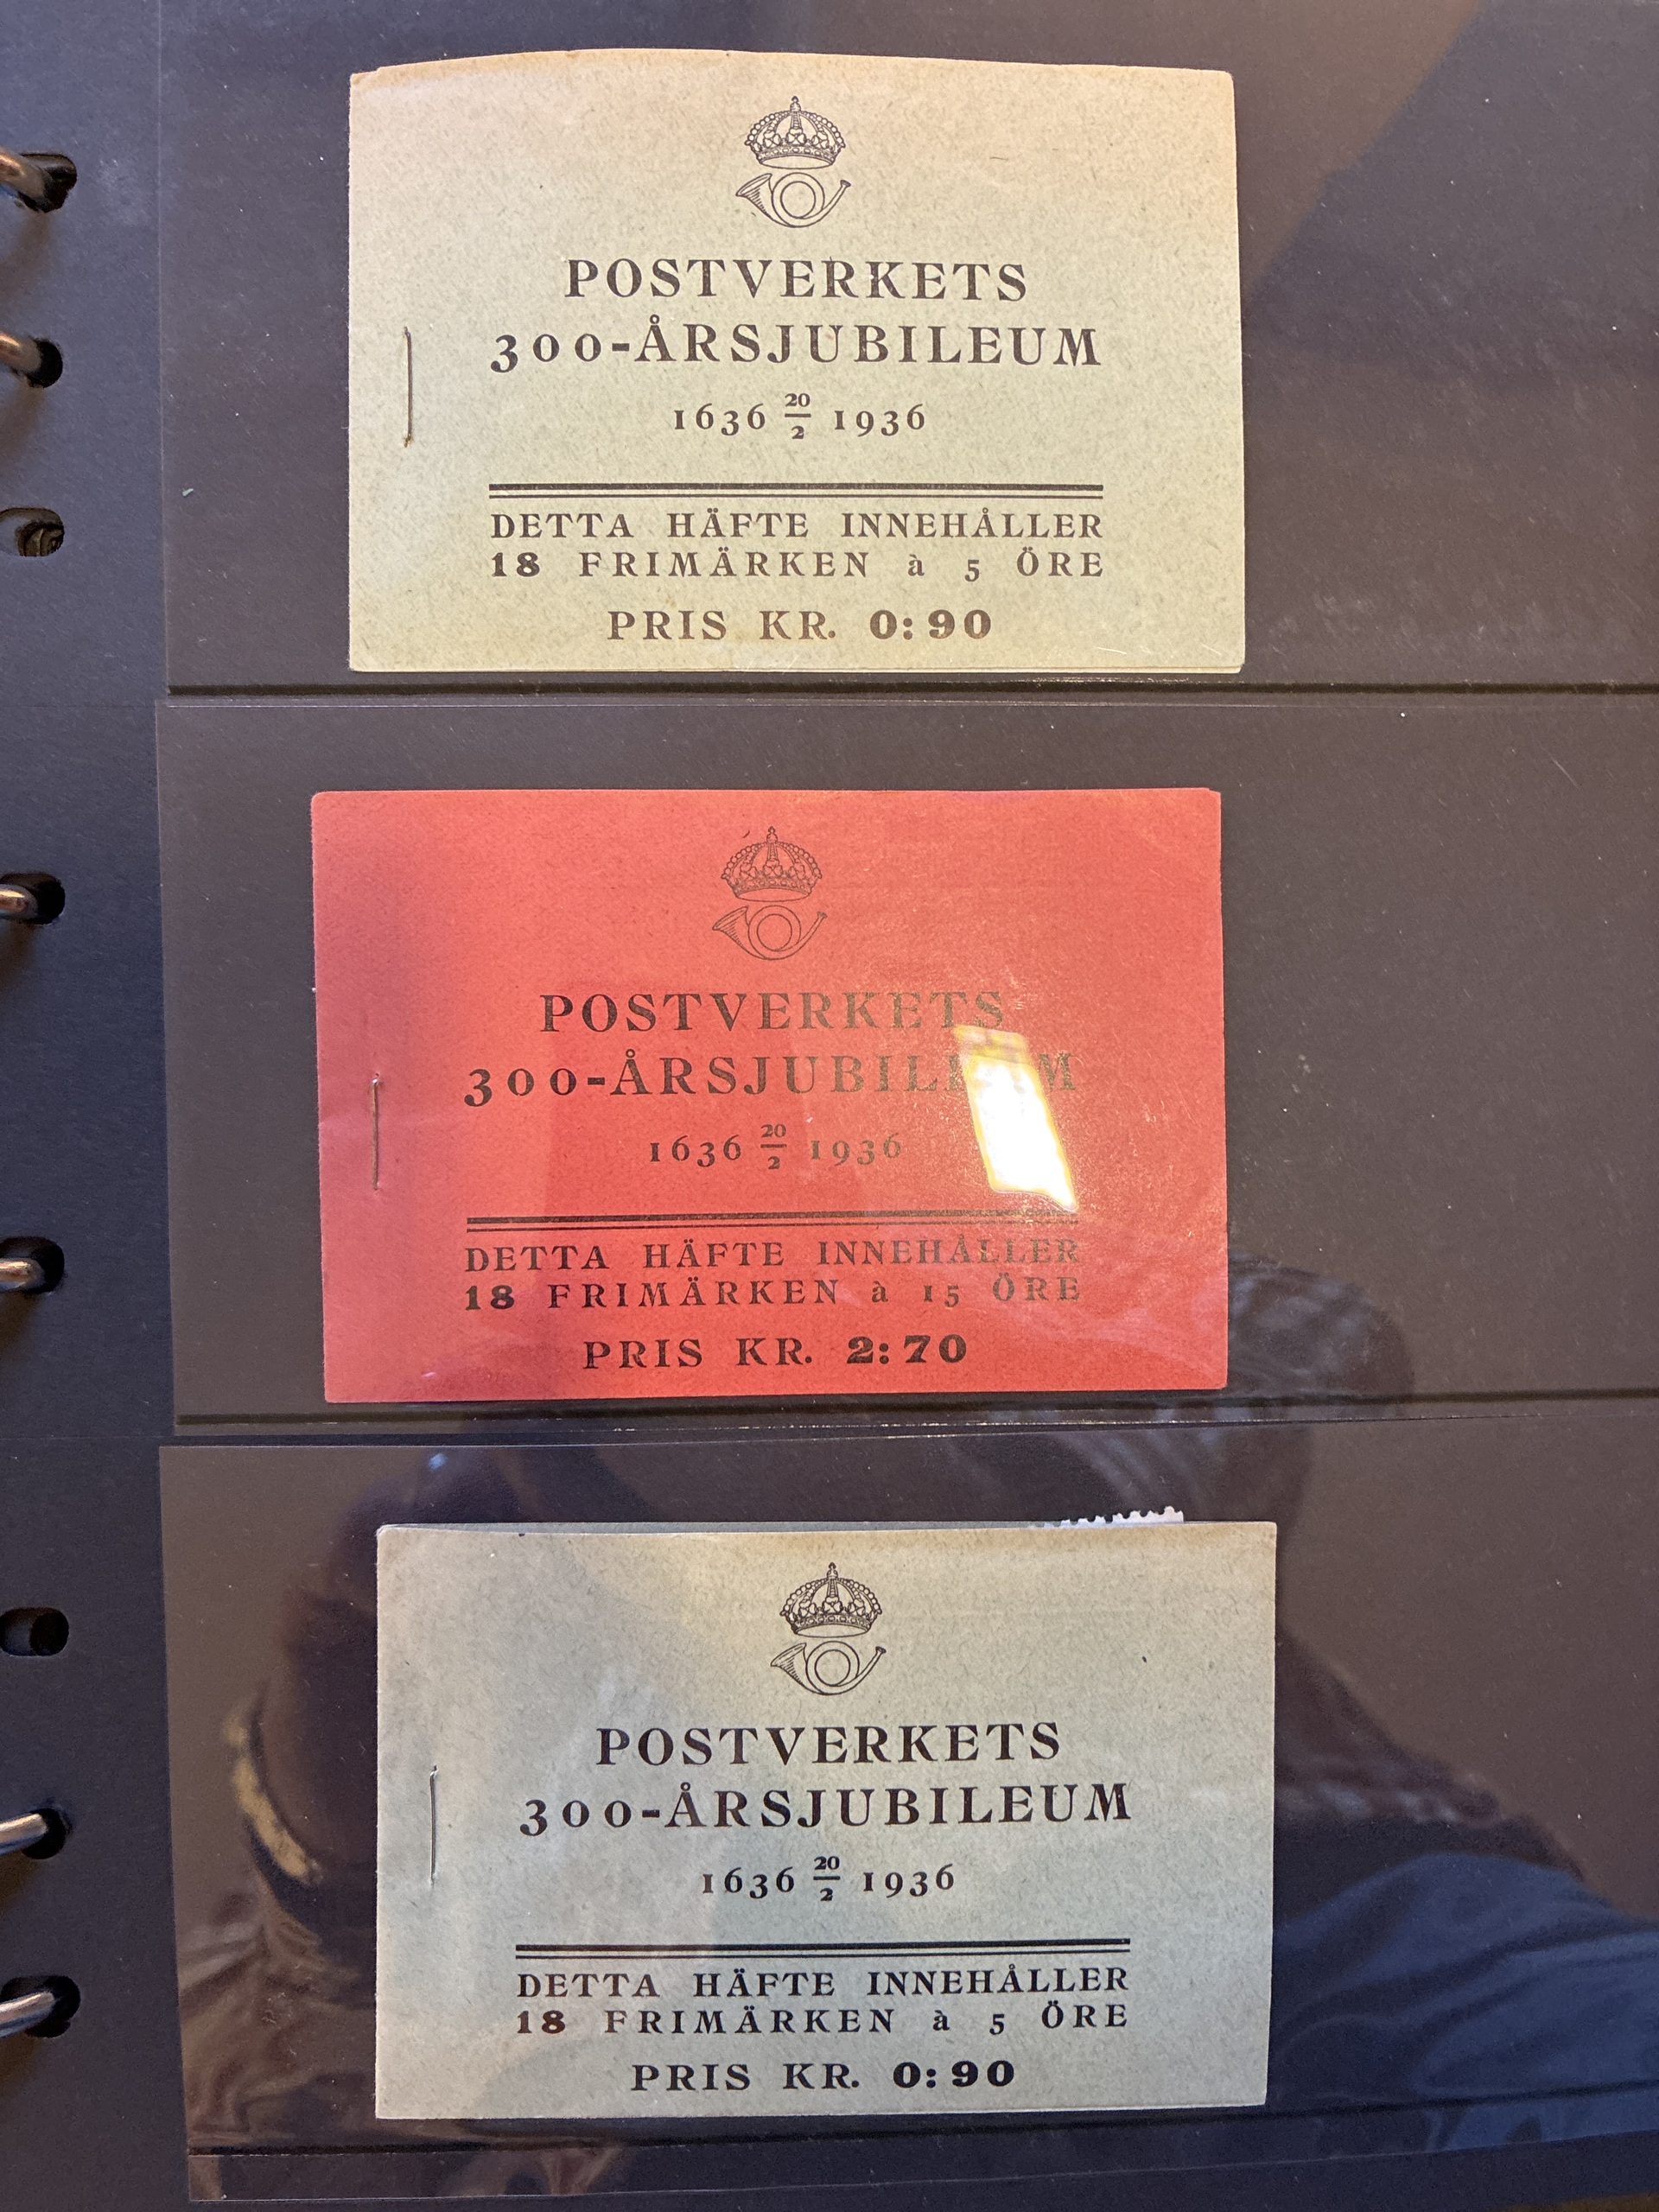 POSTVERKETS
300-ÅRSJUBILEUM
1636 20/2 1936
DETTA HÄFTE INNEHÅLLER
18 FRIMÄRKEN à 5 ÖRE
PRIS KR. 0:90
POSTVERKETS
300-ÅRSJUBILEUM
1636 20/2 1936
DETTA HÄFTE INNEHÅLLER
18 FRIMÄRKEN à 15 ÖRE
PRIS KR. 2:70
POSTVERKETS
300-ÅRSJUBILEUM
1636 20/2 1936
DETTA HÄFTE INNEHÅLLER
18 FRIMÄRKEN à 5 ÖRE
PRIS KR. 0:90